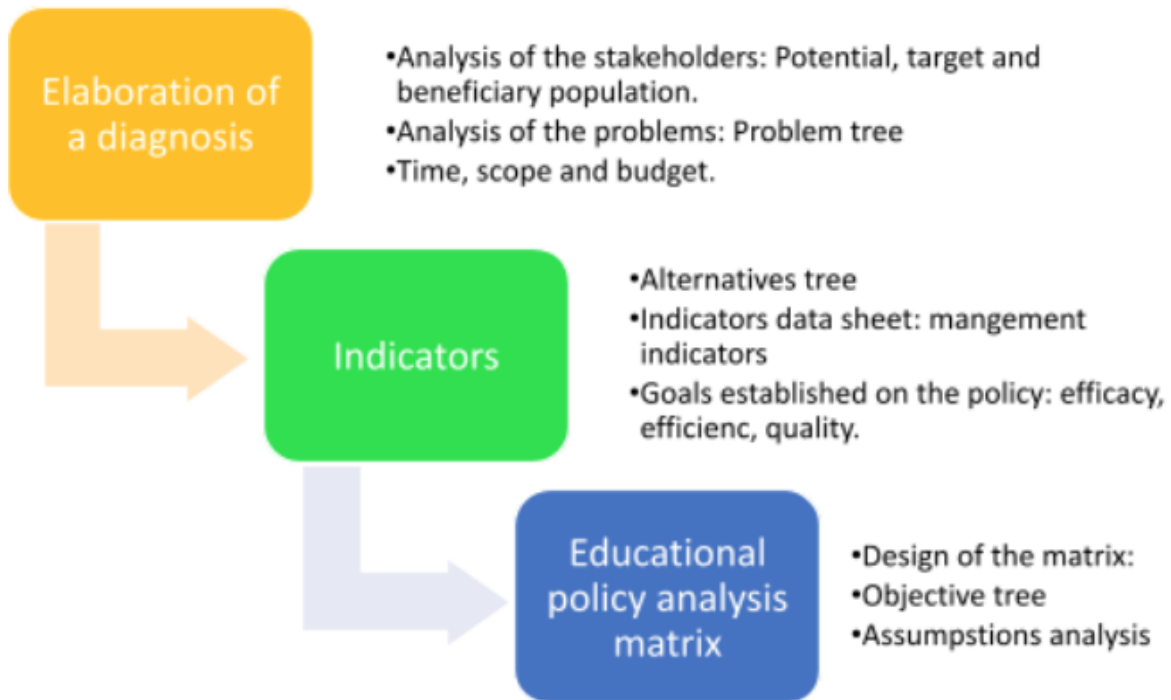 Elaboration of
a diagnosis
•Analysis of the stakeholders: Potential, target and
beneficiary population.
•Analysis of the problems: Problem tree
•Time, scope and budget.
Indicators
•Alternatives tree
•Indicators data sheet: mangement
indicators
•Goals established on the policy: efficacy,
efficienc, quality.
Educational
policy analysis
matrix
•Design of the matrix:
•Objective tree
•Assumpstions analysis